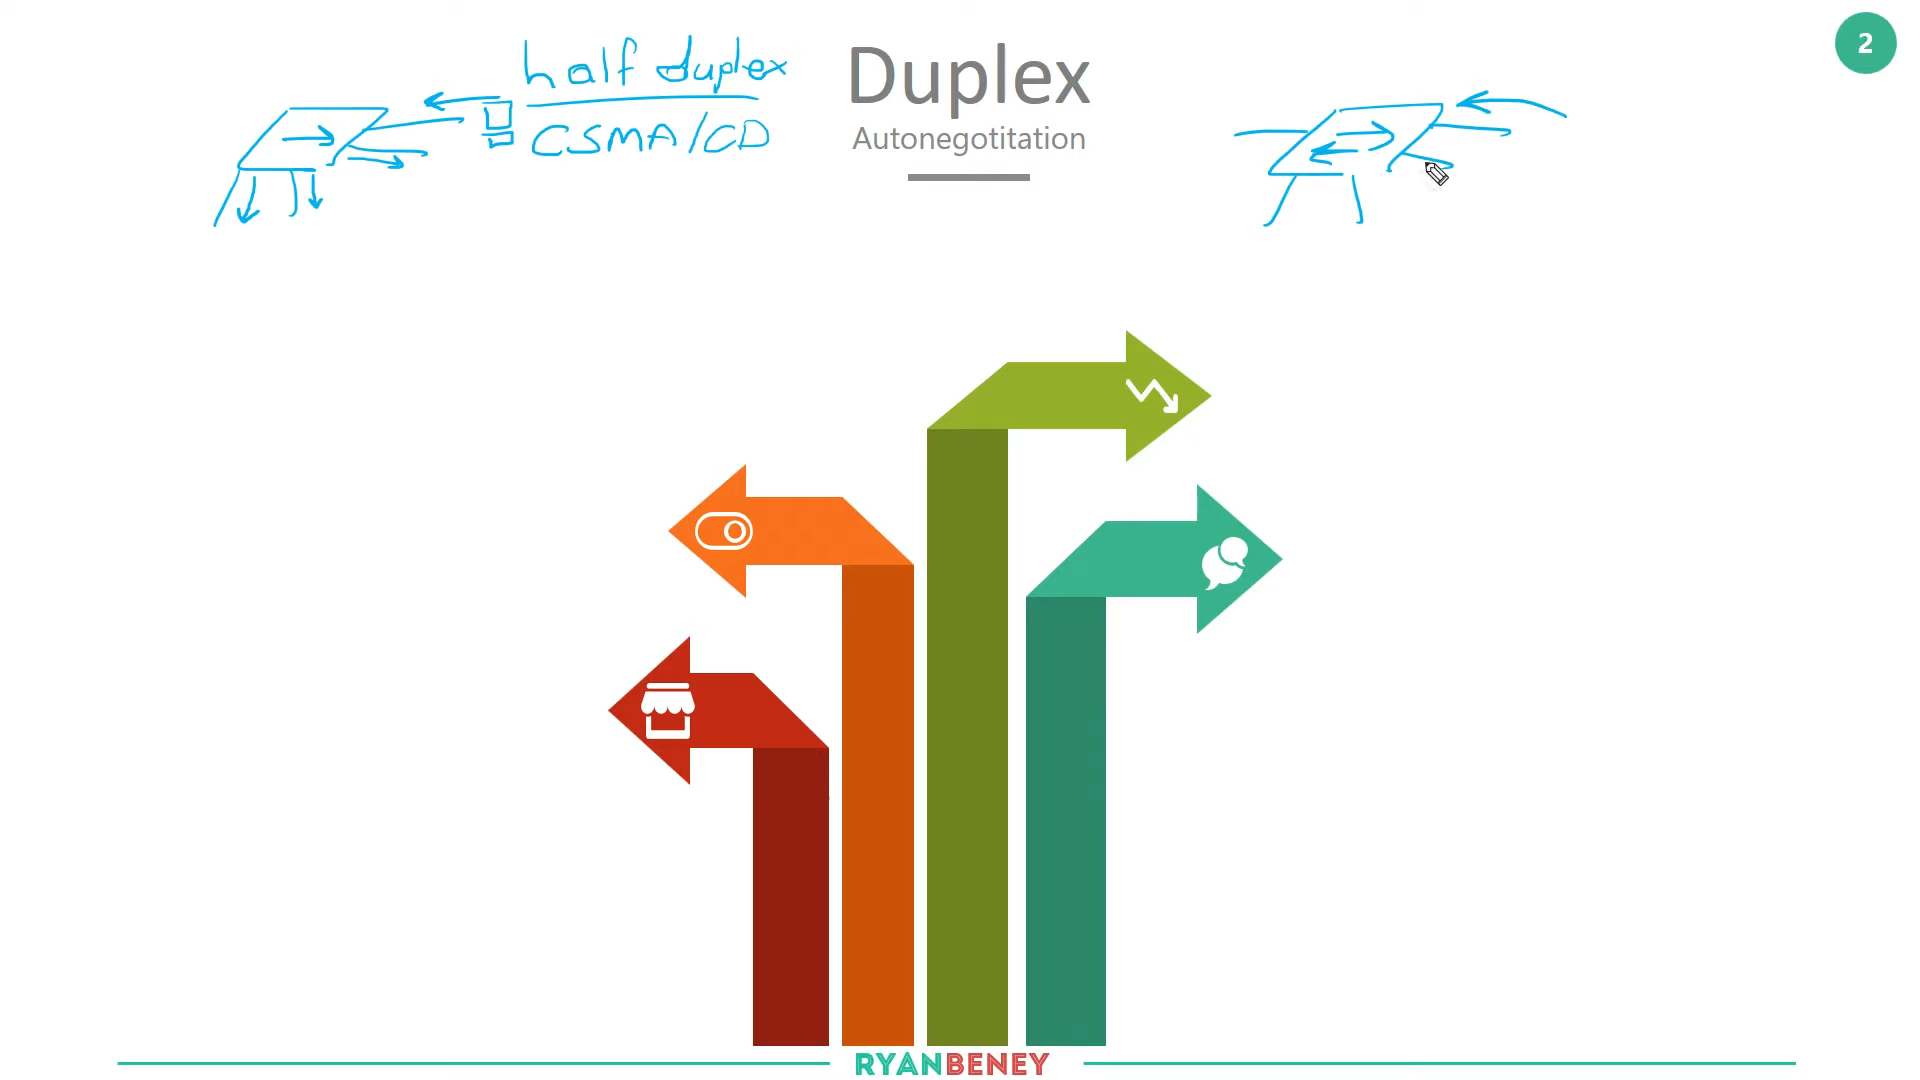 half duplex
CSMA/CD
Duplex
Autonegotitation
2
RYANBENEY